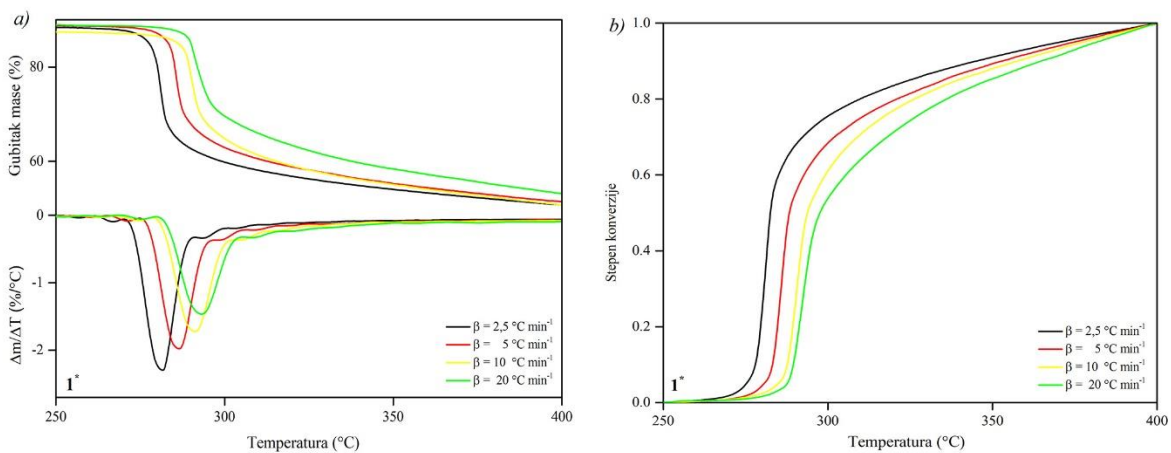 a)
Gubitak mase (%)
80
60
0
Δm/ΔT (%/°C)
-1
-2
β = 2,5 °C min⁻¹
β = 5 °C min⁻¹
β = 10 °C min⁻¹
β = 20 °C min⁻¹
1*
250 300 350 400
Temperatura (°C)
b)
Stepen konverzije
1.0
0.8
0.6
0.4
0.2
0.0
β = 2,5 °C min⁻¹
β = 5 °C min⁻¹
β = 10 °C min⁻¹
β = 20 °C min⁻¹
1*
250 300 350 400
Temperatura (°C)